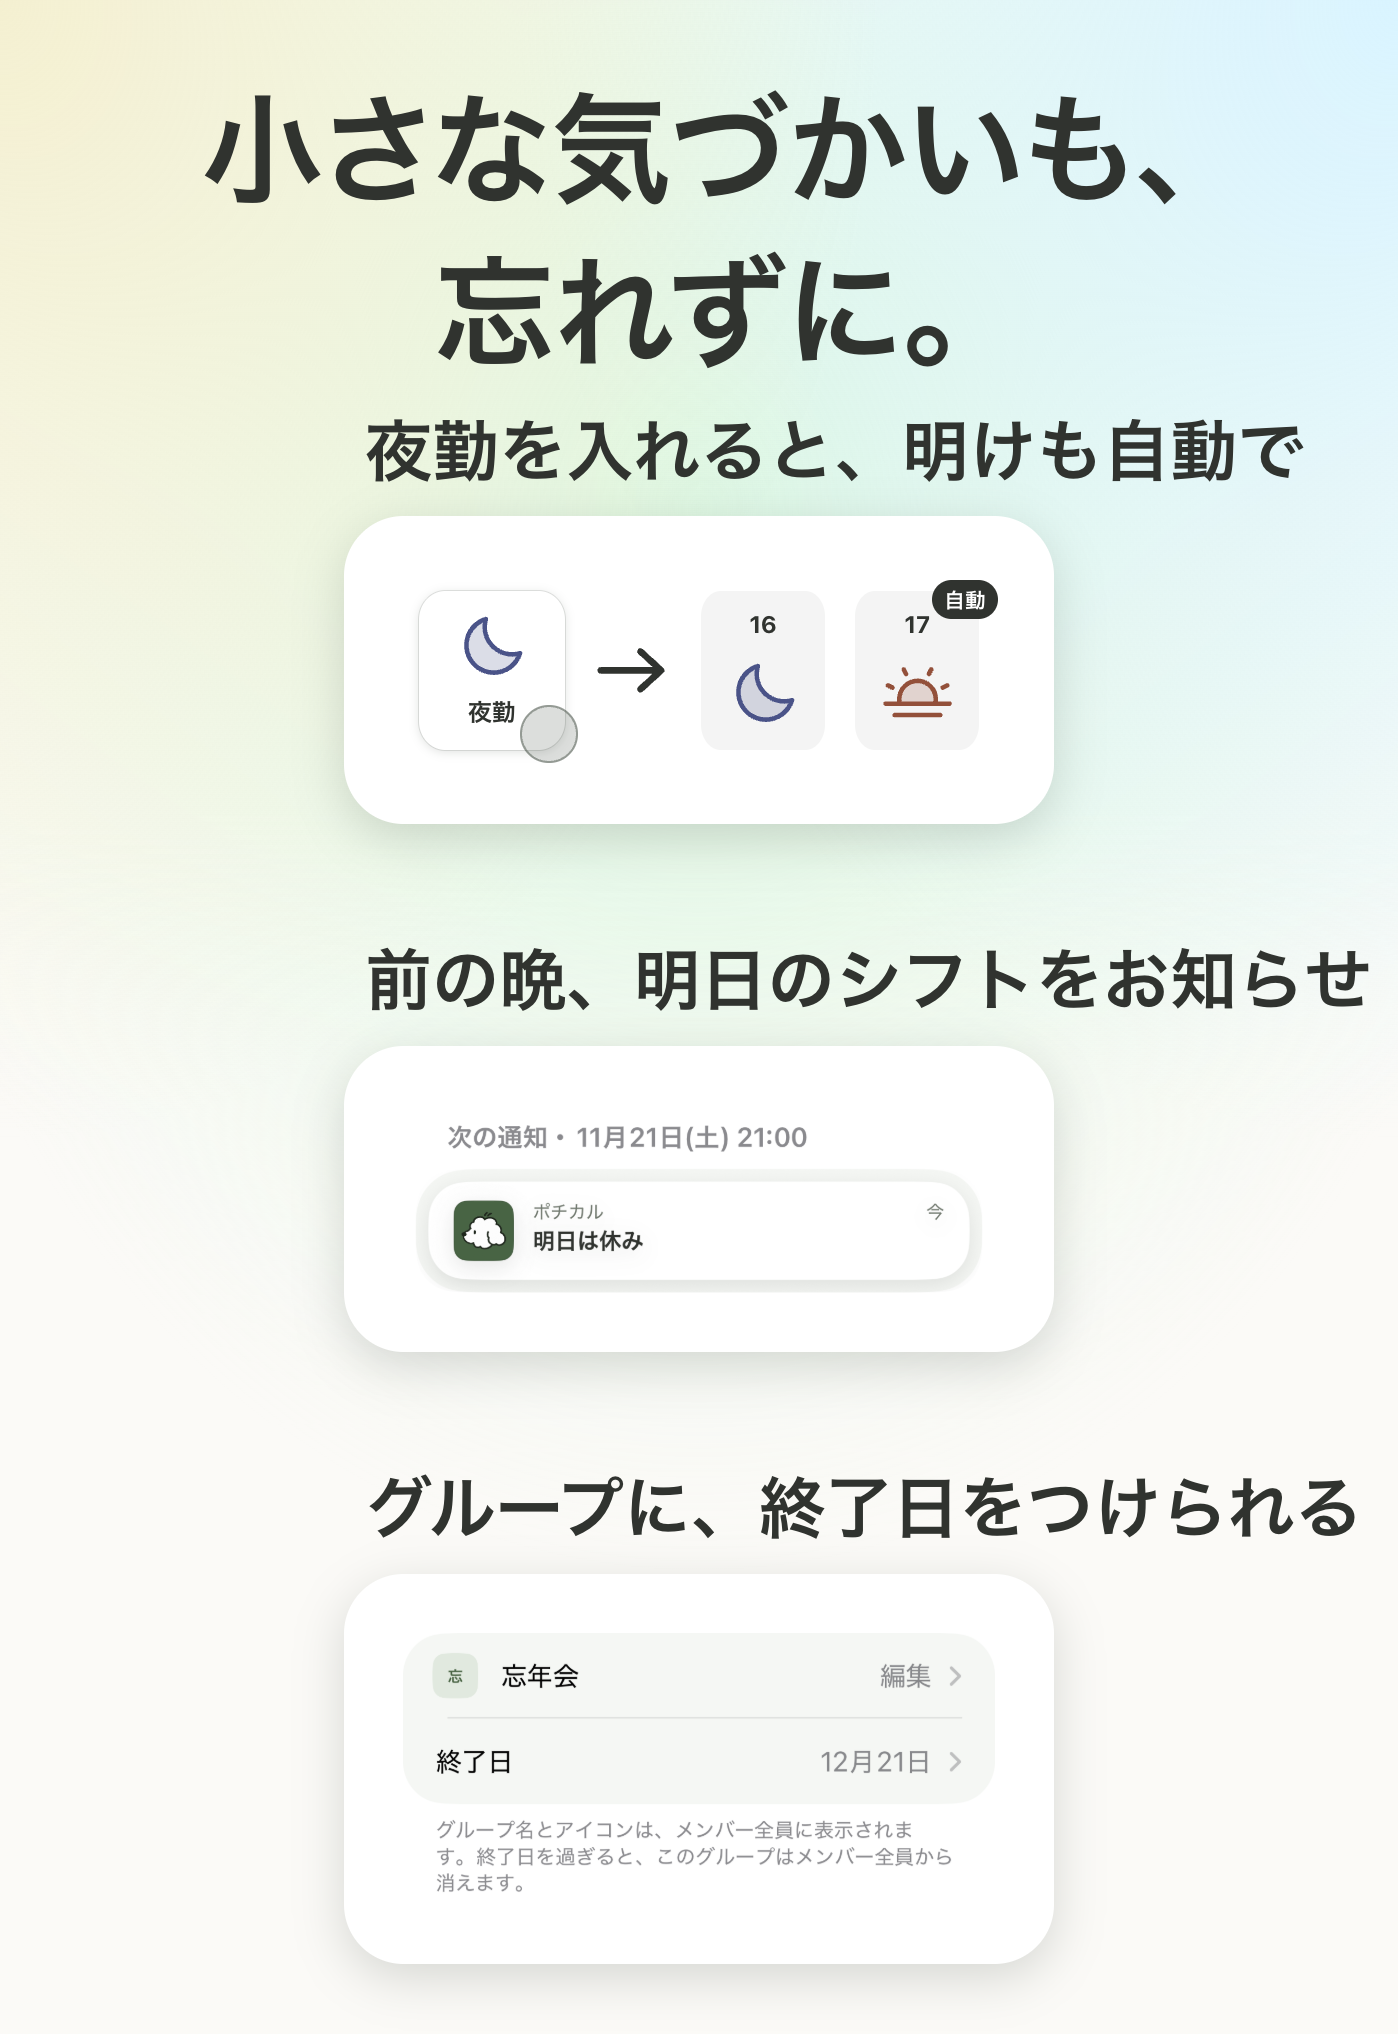 小さな気づかいも、
忘れずに。
夜勤を入れると、明けも自動で
自動
16
17
夜勤
前の晩、明日のシフトをお知らせ
次の通知・11月21日(土) 21:00
ポチカル
今
明日は休み
グループに、終了日をつけられる
忘
忘年会
編集
終了日
12月21日
グループ名とアイコンは、メンバー全員に表示されま
す。終了日を過ぎると、このグループはメンバー全員から
消えます。